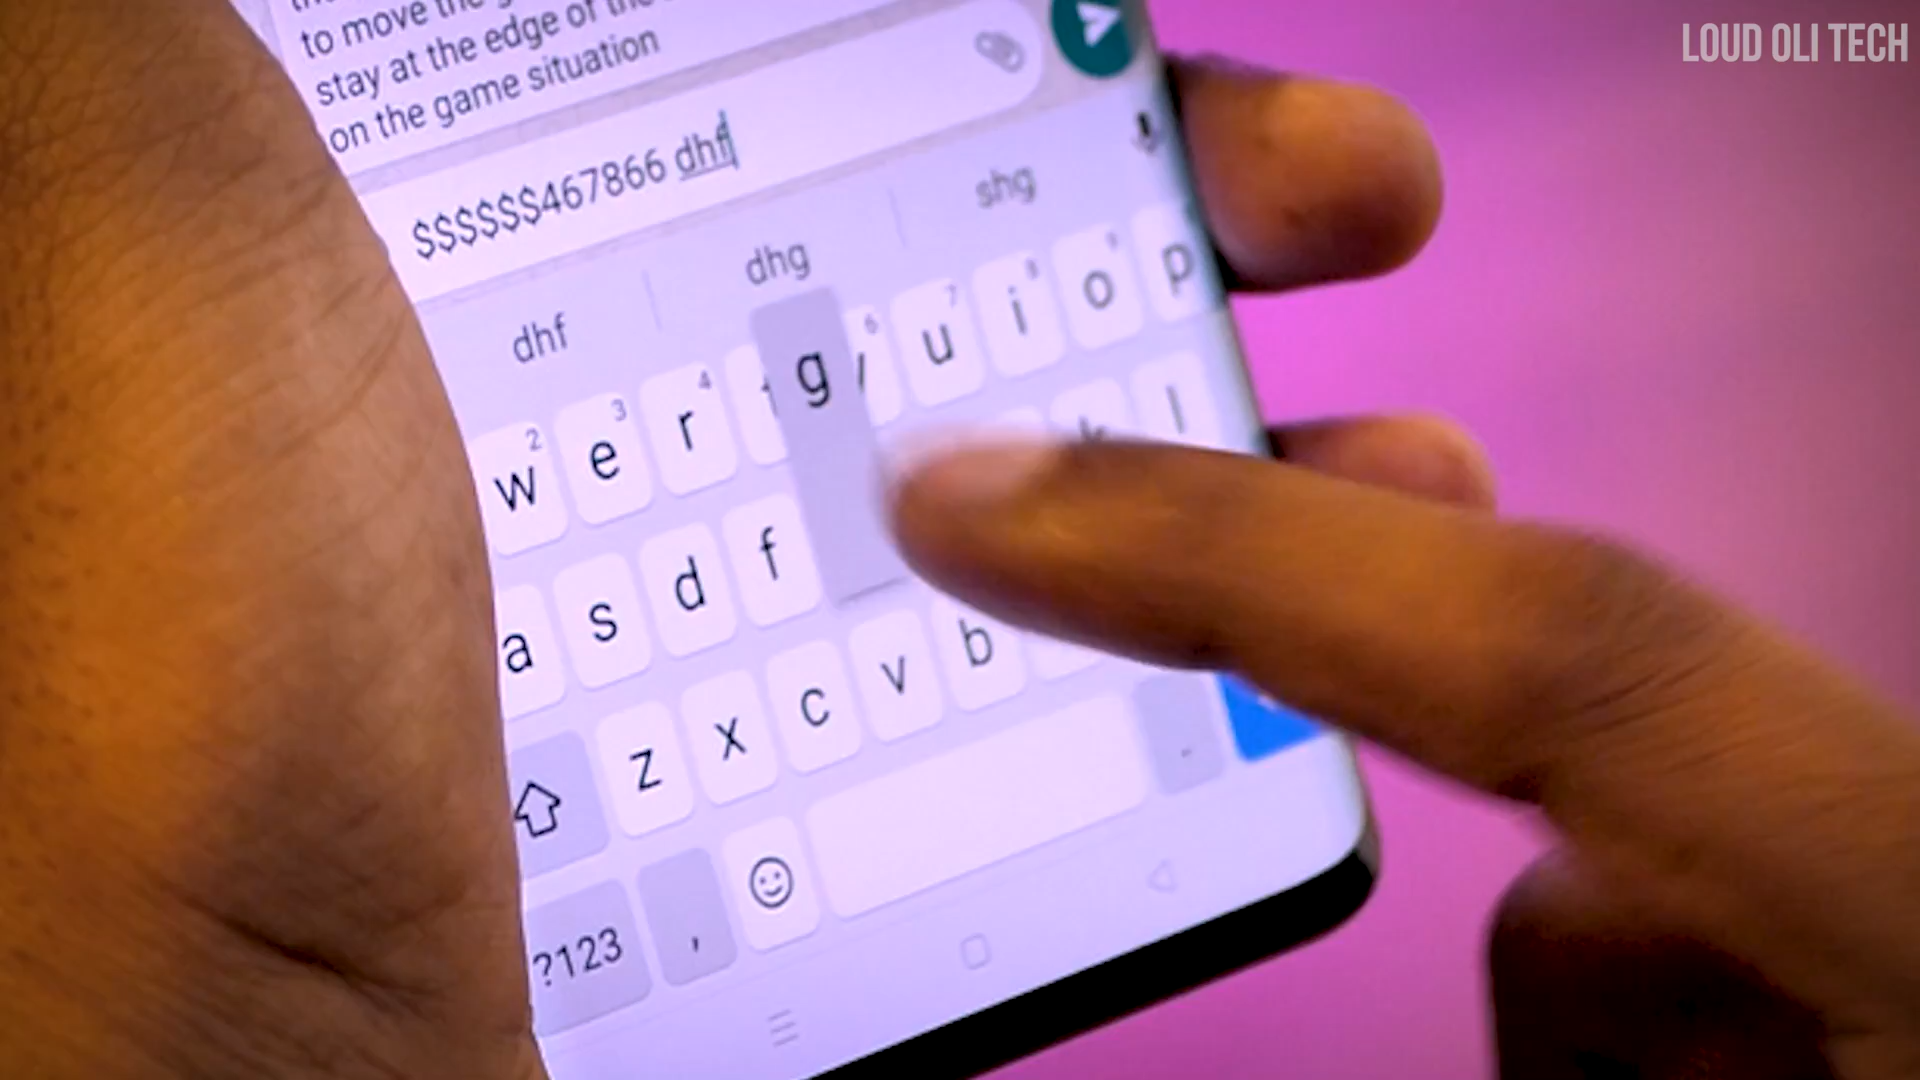 LOUD OLI TECH
to move the
stay at the edge of the
on the game situation
$$$$$$467866 dhf
dhf dhg shg
w 2 e 3 r 4 g 6 u 7 i 8 o 9 p
a s d f k l
z x c v b
?123 , .